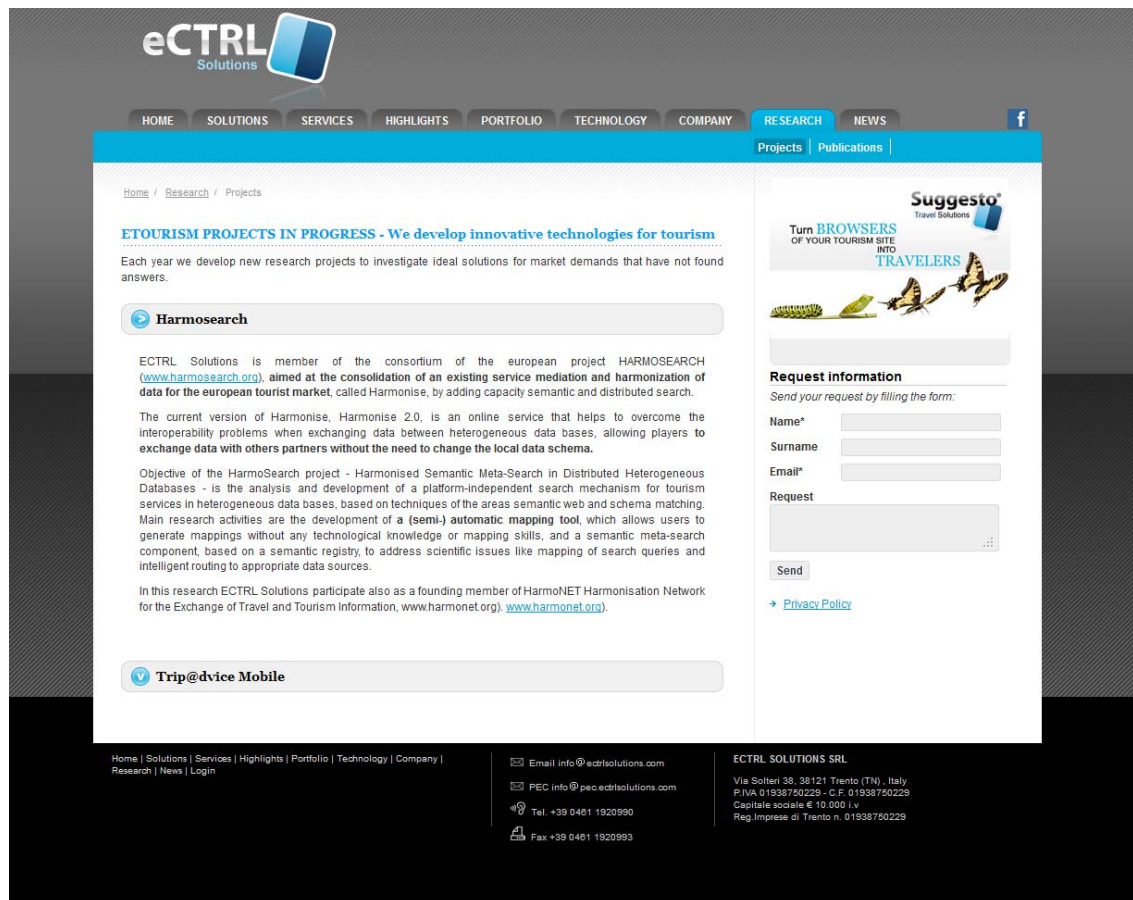 eCTRL
Solutions
HOME SOLUTIONS SERVICES HIGHLIGHTS PORTFOLIO TECHNOLOGY COMPANY RESEARCH NEWS f
Projects | Publications |
Home / Research / Projects
ETOURISM PROJECTS IN PROGRESS - We develop innovative technologies for tourism
Each year we develop new research projects to investigate ideal solutions for market demands that have not found
answers.
Harmosearch
ECTRL Solutions is member of the consortium of the european project HARMOSEARCH
(www.harmosearch.org), aimed at the consolidation of an existing service mediation and harmonization of
data for the european tourist market, called Harmonise, by adding capacity semantic and distributed search.
The current version of Harmonise, Harmonise 2.0, is an online service that helps to overcome the
interoperability problems when exchanging data between heterogeneous data bases, allowing players to
exchange data with others partners without the need to change the local data schema.
Objective of the HarmoSearch project - Harmonised Semantic Meta-Search in Distributed Heterogeneous
Databases - is the analysis and development of a platform-independent search mechanism for tourism
services in heterogeneous data bases, based on techniques of the areas semantic web and schema matching.
Main research activities are the development of a (semi-) automatic mapping tool, which allows users to
generate mappings without any technological knowledge or mapping skills, and a semantic meta-search
component, based on a semantic registry, to address scientific issues like mapping of search queries and
intelligent routing to appropriate data sources.
In this research ECTRL Solutions participate also as a founding member of HarmoNET Harmonisation Network
for the Exchange of Travel and Tourism Information, www.harmonet.org). www.harmonet.org).
Trip@dvice Mobile
Suggesto
Travel Solutions
Turn BROWSERS
OF YOUR TOURISM SITE
INTO
TRAVELERS
Request information
Send your request by filling the form:
Name*
Surname
Email*
Request
Send
Privacy Policy
Home | Solutions | Services | Highlights | Portfolio | Technology | Company |
Research | News | Login
Email info@ectrlsolutions.com
PEC info@pec.ectrlsolutions.com
Tel. +39 0461 1920990
Fax +39 0461 1920993
ECTRL SOLUTIONS SRL
Via Solteri 38, 38121 Trento (TN) , Italy
P.IVA 01938750229 - C.F. 01938750229
Capitale sociale € 10.000 i.v
Reg.Imprese di Trento n. 01938750229